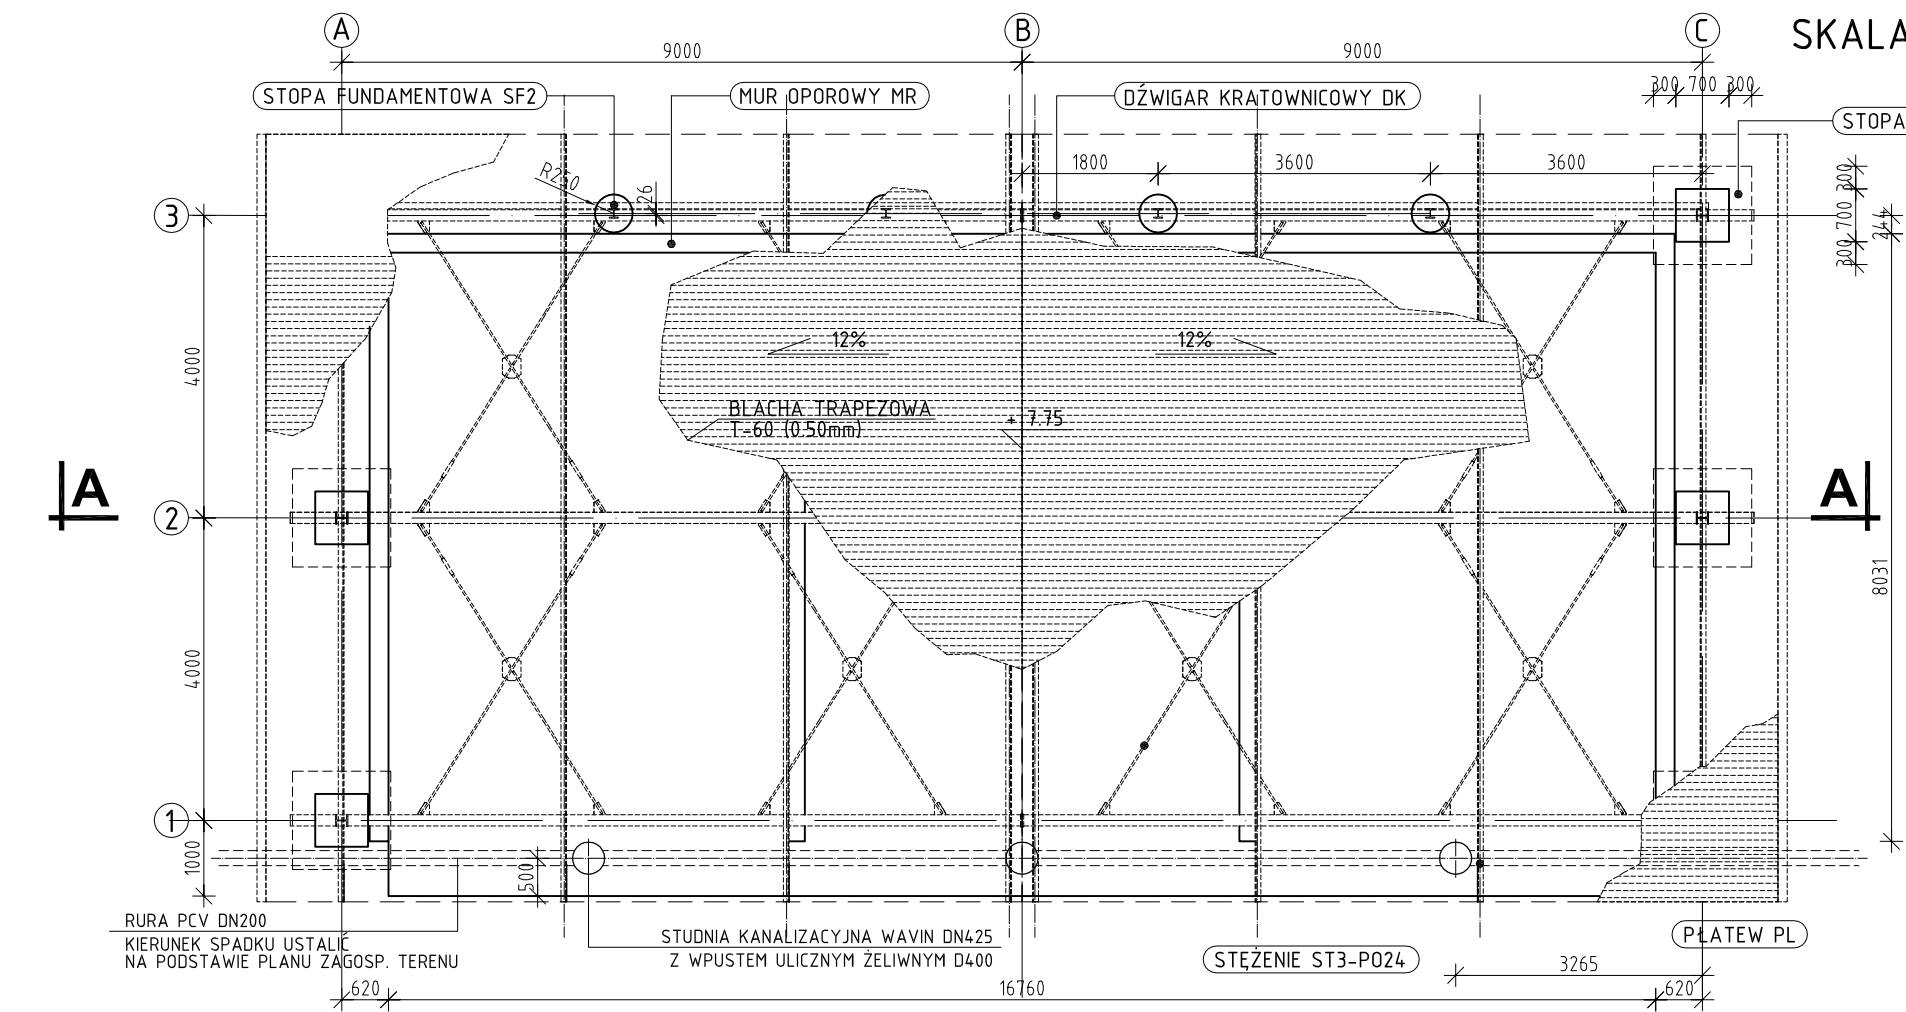 A
B
C
SKALA
9000
9000
300 700 300
STOPA FUNDAMENTOWA SF2
MUR OPOROWY MR
DŹWIGAR KRATOWNICOWY DK
STOPA
1800
3600
3600
R250
26
300
700
300
244
3
4000
12%
12%
BLACHA TRAPEZOWA
T-60 (0.50mm)
+ 7.75
A
A
2
8031
4000
1
1000
500
RURA PCV DN200
KIERUNEK SPADKU USTALIĆ
NA PODSTAWIE PLANU ZAGOSP. TERENU
STUDNIA KANALIZACYJNA WAVIN DN425
Z WPUSTEM ULICZNYM ŻELIWNYM D400
STĘŻENIE ST3-PO24
PŁATEW PL
3265
620
16760
620